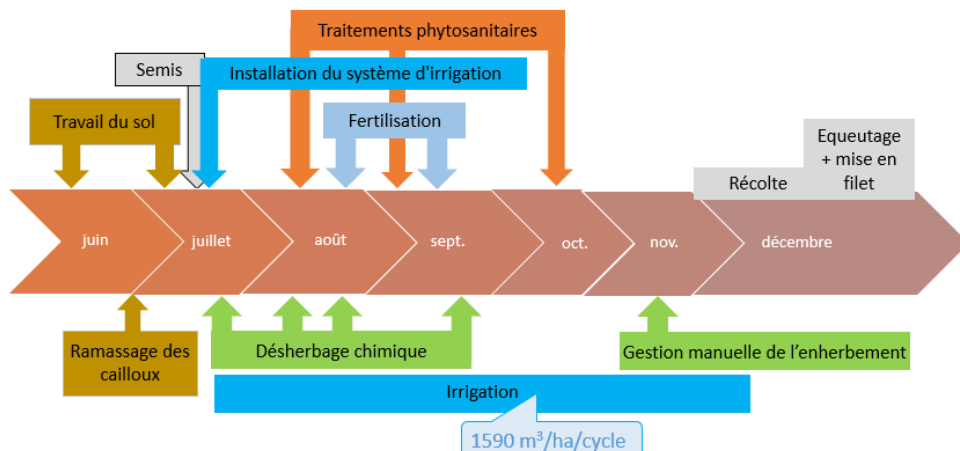 Traitements phytosanitaires
Semis
Installation du système d'irrigation
Travail du sol
Fertilisation
Equeutage
+ mise en
filet
Récolte
juin
juillet
août
sept.
oct.
nov.
décembre
Ramassage des
cailloux
Désherbage chimique
Gestion manuelle de l’enherbement
Irrigation
1590 m³/ha/cycle